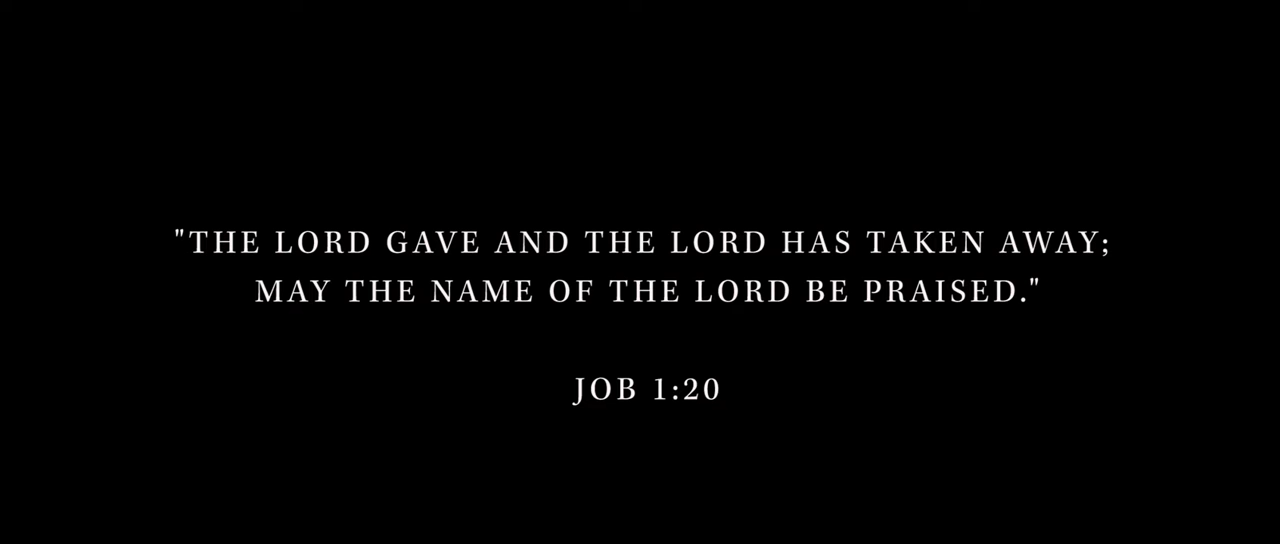 "THE LORD GAVE AND THE LORD HAS TAKEN AWAY;
MAY THE NAME OF THE LORD BE PRAISED."
JOB 1:20